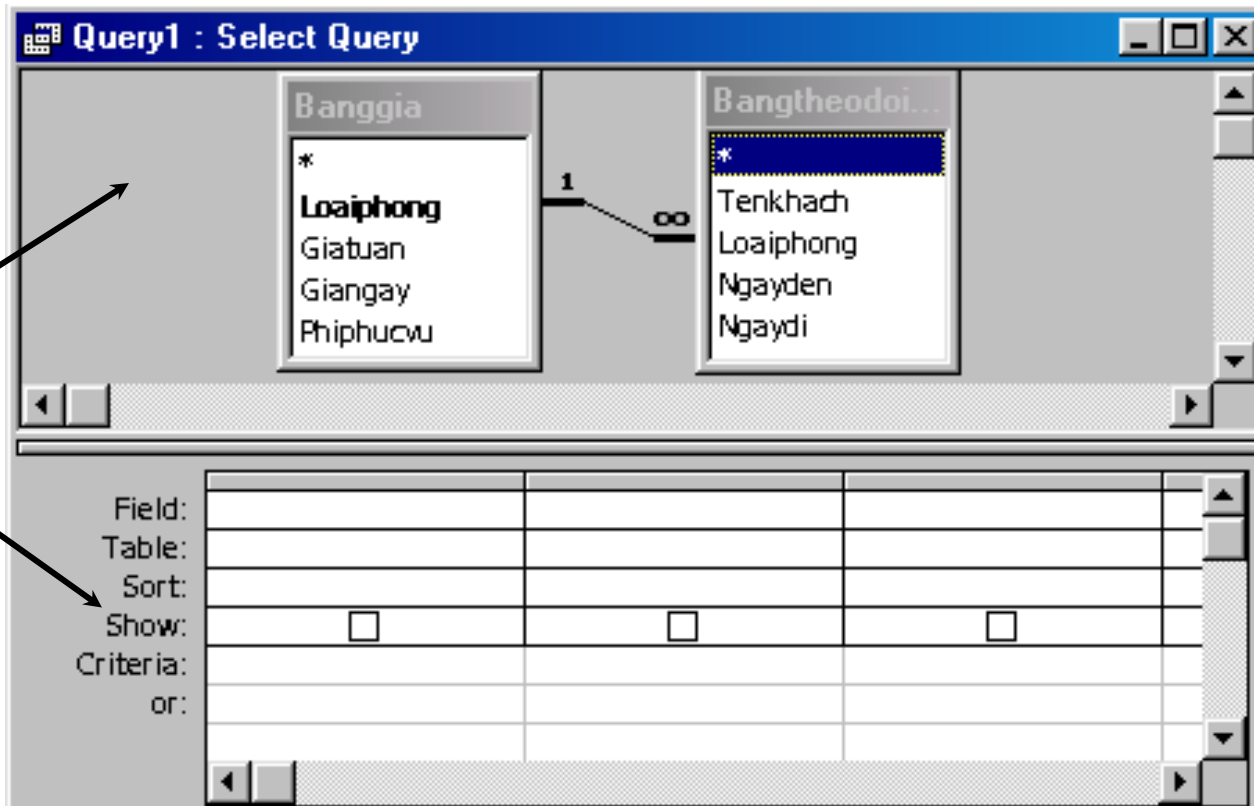 Query1 : Select Query
Banggia
*
Loaiphong
Giatuan
Giangay
Phiphucvu
1
∞
Bangtheodoi...
*
Tenkhach
Loaiphong
Ngayden
Ngaydi
Field:
Table:
Sort:
Show:
Criteria:
or: